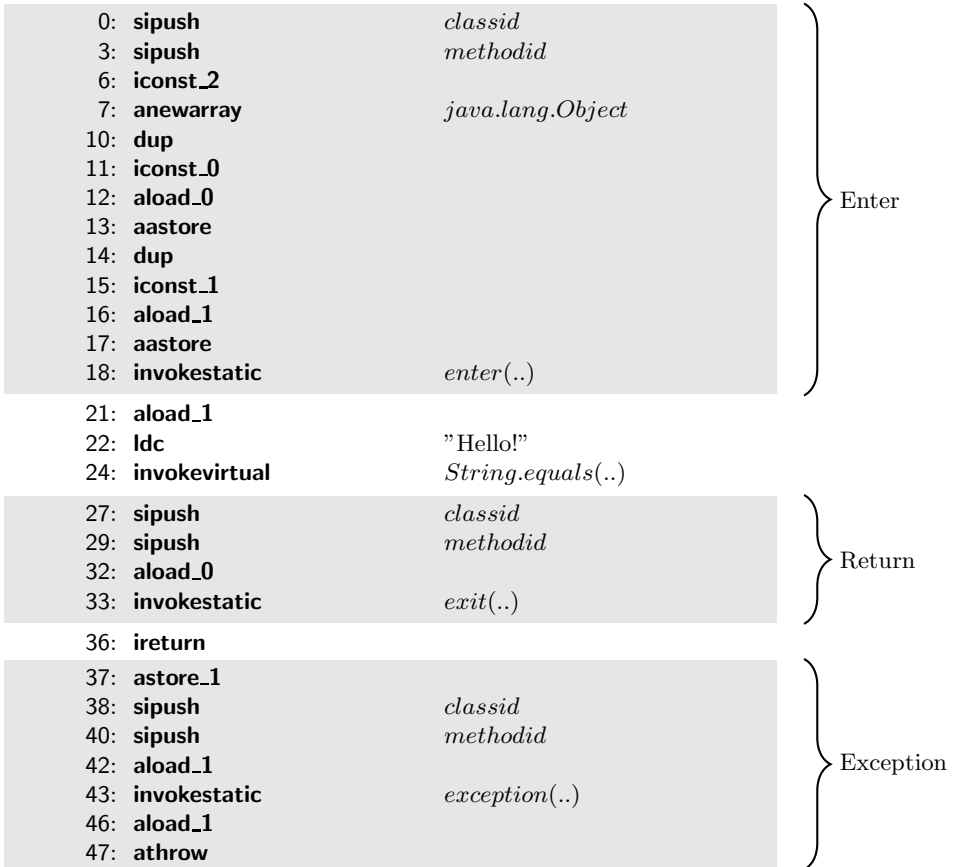 0: sipush classid
3: sipush methodid
6: iconst_2
7: anewarray java.lang.Object
10: dup
11: iconst_0
12: aload_0
13: aastore
14: dup
15: iconst_1
16: aload_1
17: aastore
18: invokestatic enter(..)
Enter
21: aload_1
22: ldc ”Hello!”
24: invokevirtual String.equals(..)
27: sipush classid
29: sipush methodid
32: aload_0
33: invokestatic exit(..)
Return
36: ireturn
37: astore_1
38: sipush classid
40: sipush methodid
42: aload_1
43: invokestatic exception(..)
46: aload_1
47: athrow
Exception